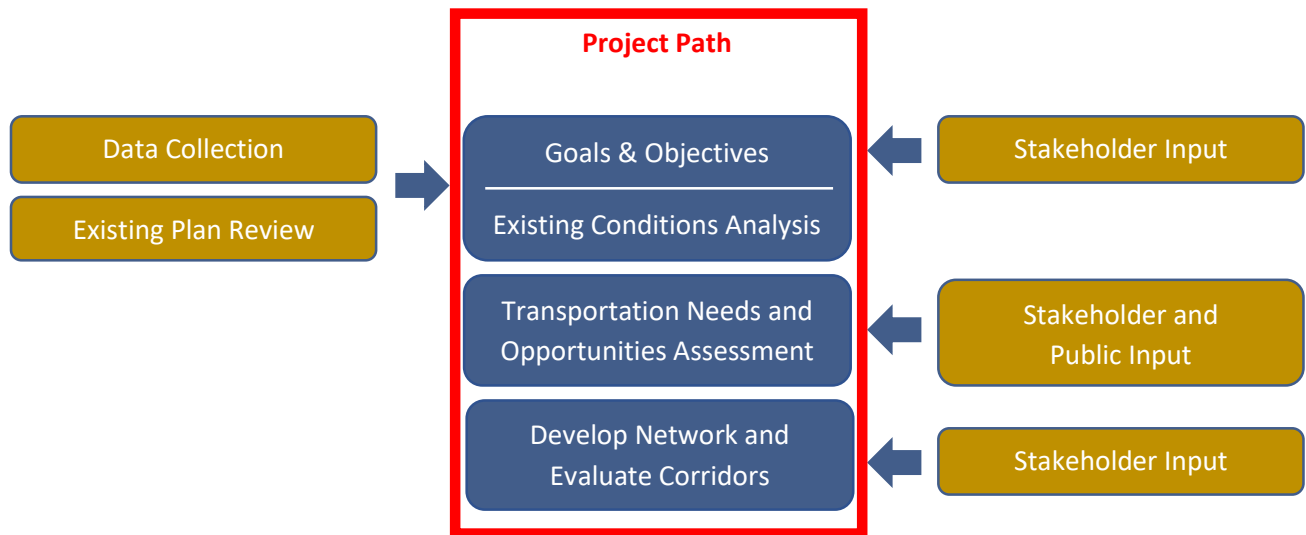 Project Path
Data Collection
Existing Plan Review
Goals & Objectives
Existing Conditions Analysis
Stakeholder Input
Transportation Needs and
Opportunities Assessment
Stakeholder and
Public Input
Develop Network and
Evaluate Corridors
Stakeholder Input